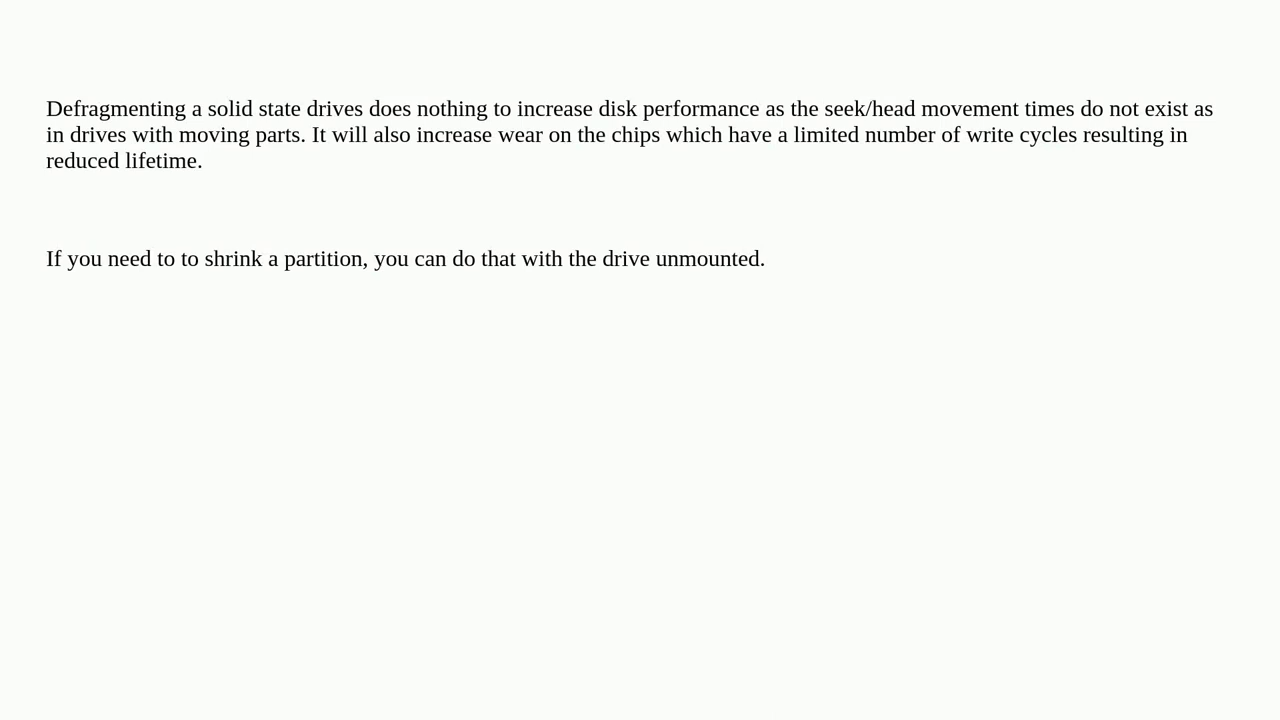 Defragmenting a solid state drives does nothing to increase disk performance as the seek/head movement times do not exist as
in drives with moving parts. It will also increase wear on the chips which have a limited number of write cycles resulting in
reduced lifetime.
If you need to to shrink a partition, you can do that with the drive unmounted.